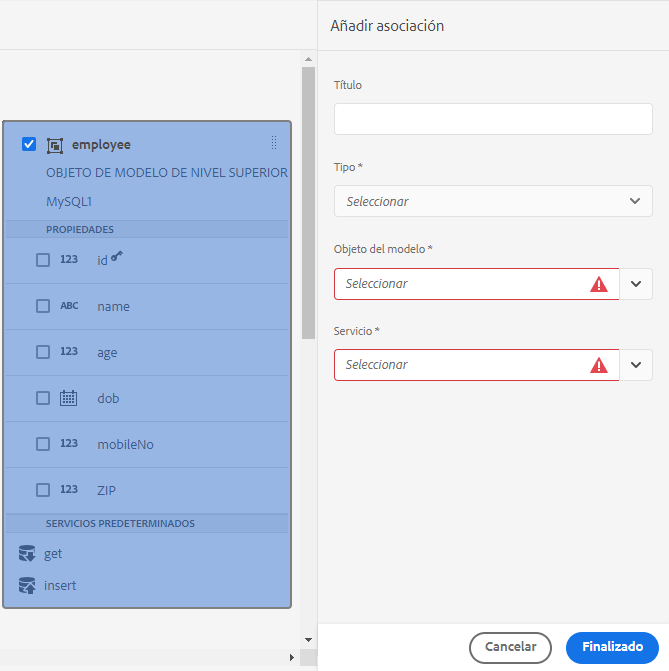 Añadir asociación
employee
OBJETO DE MODELO DE NIVEL SUPERIOR
MySQL1
PROPIEDADES
123 id
ABC name
123 age
dob
123 mobileNo
123 ZIP
SERVICIOS PREDETERMINADOS
get
insert
Título
Tipo *
Seleccionar
Objeto del modelo *
Seleccionar
Servicio *
Seleccionar
Cancelar Finalizado